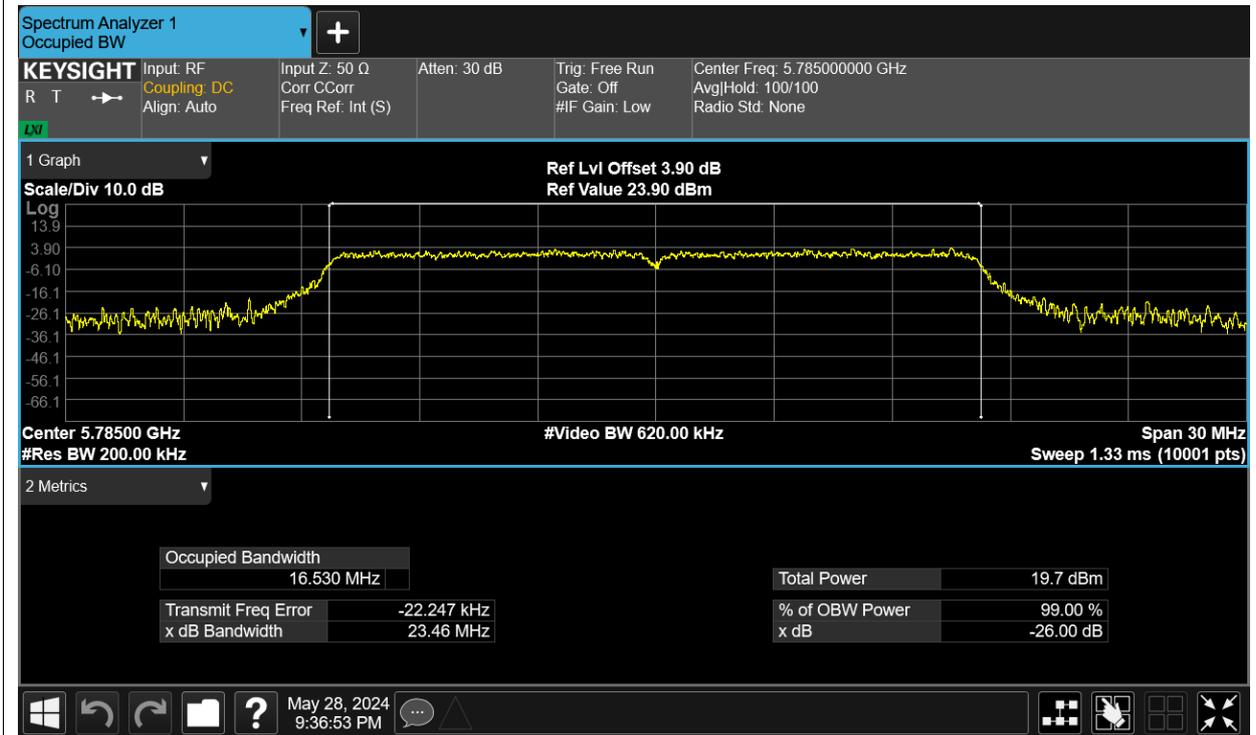 Spectrum Analyzer 1
Occupied BW
KEYSIGHT
R T
LXI
Input: RF
Coupling: DC
Align: Auto
Input Z: 50 Ω
Corr CCorr
Freq Ref: Int (S)
Atten: 30 dB
Trig: Free Run
Gate: Off
#IF Gain: Low
Center Freq: 5.785000000 GHz
Avg|Hold: 100/100
Radio Std: None
1 Graph
Scale/Div 10.0 dB
Ref Lvl Offset 3.90 dB
Ref Value 23.90 dBm
Log
13.9
3.90
-6.10
-16.1
-26.1
-36.1
-46.1
-56.1
-66.1
Center 5.78500 GHz
#Res BW 200.00 kHz
#Video BW 620.00 kHz
Span 30 MHz
Sweep 1.33 ms (10001 pts)
2 Metrics
Occupied Bandwidth
16.530 MHz
Transmit Freq Error -22.247 kHz
x dB Bandwidth 23.46 MHz
Total Power 19.7 dBm
% of OBW Power 99.00 %
x dB -26.00 dB
?
May 28, 2024
9:36:53 PM